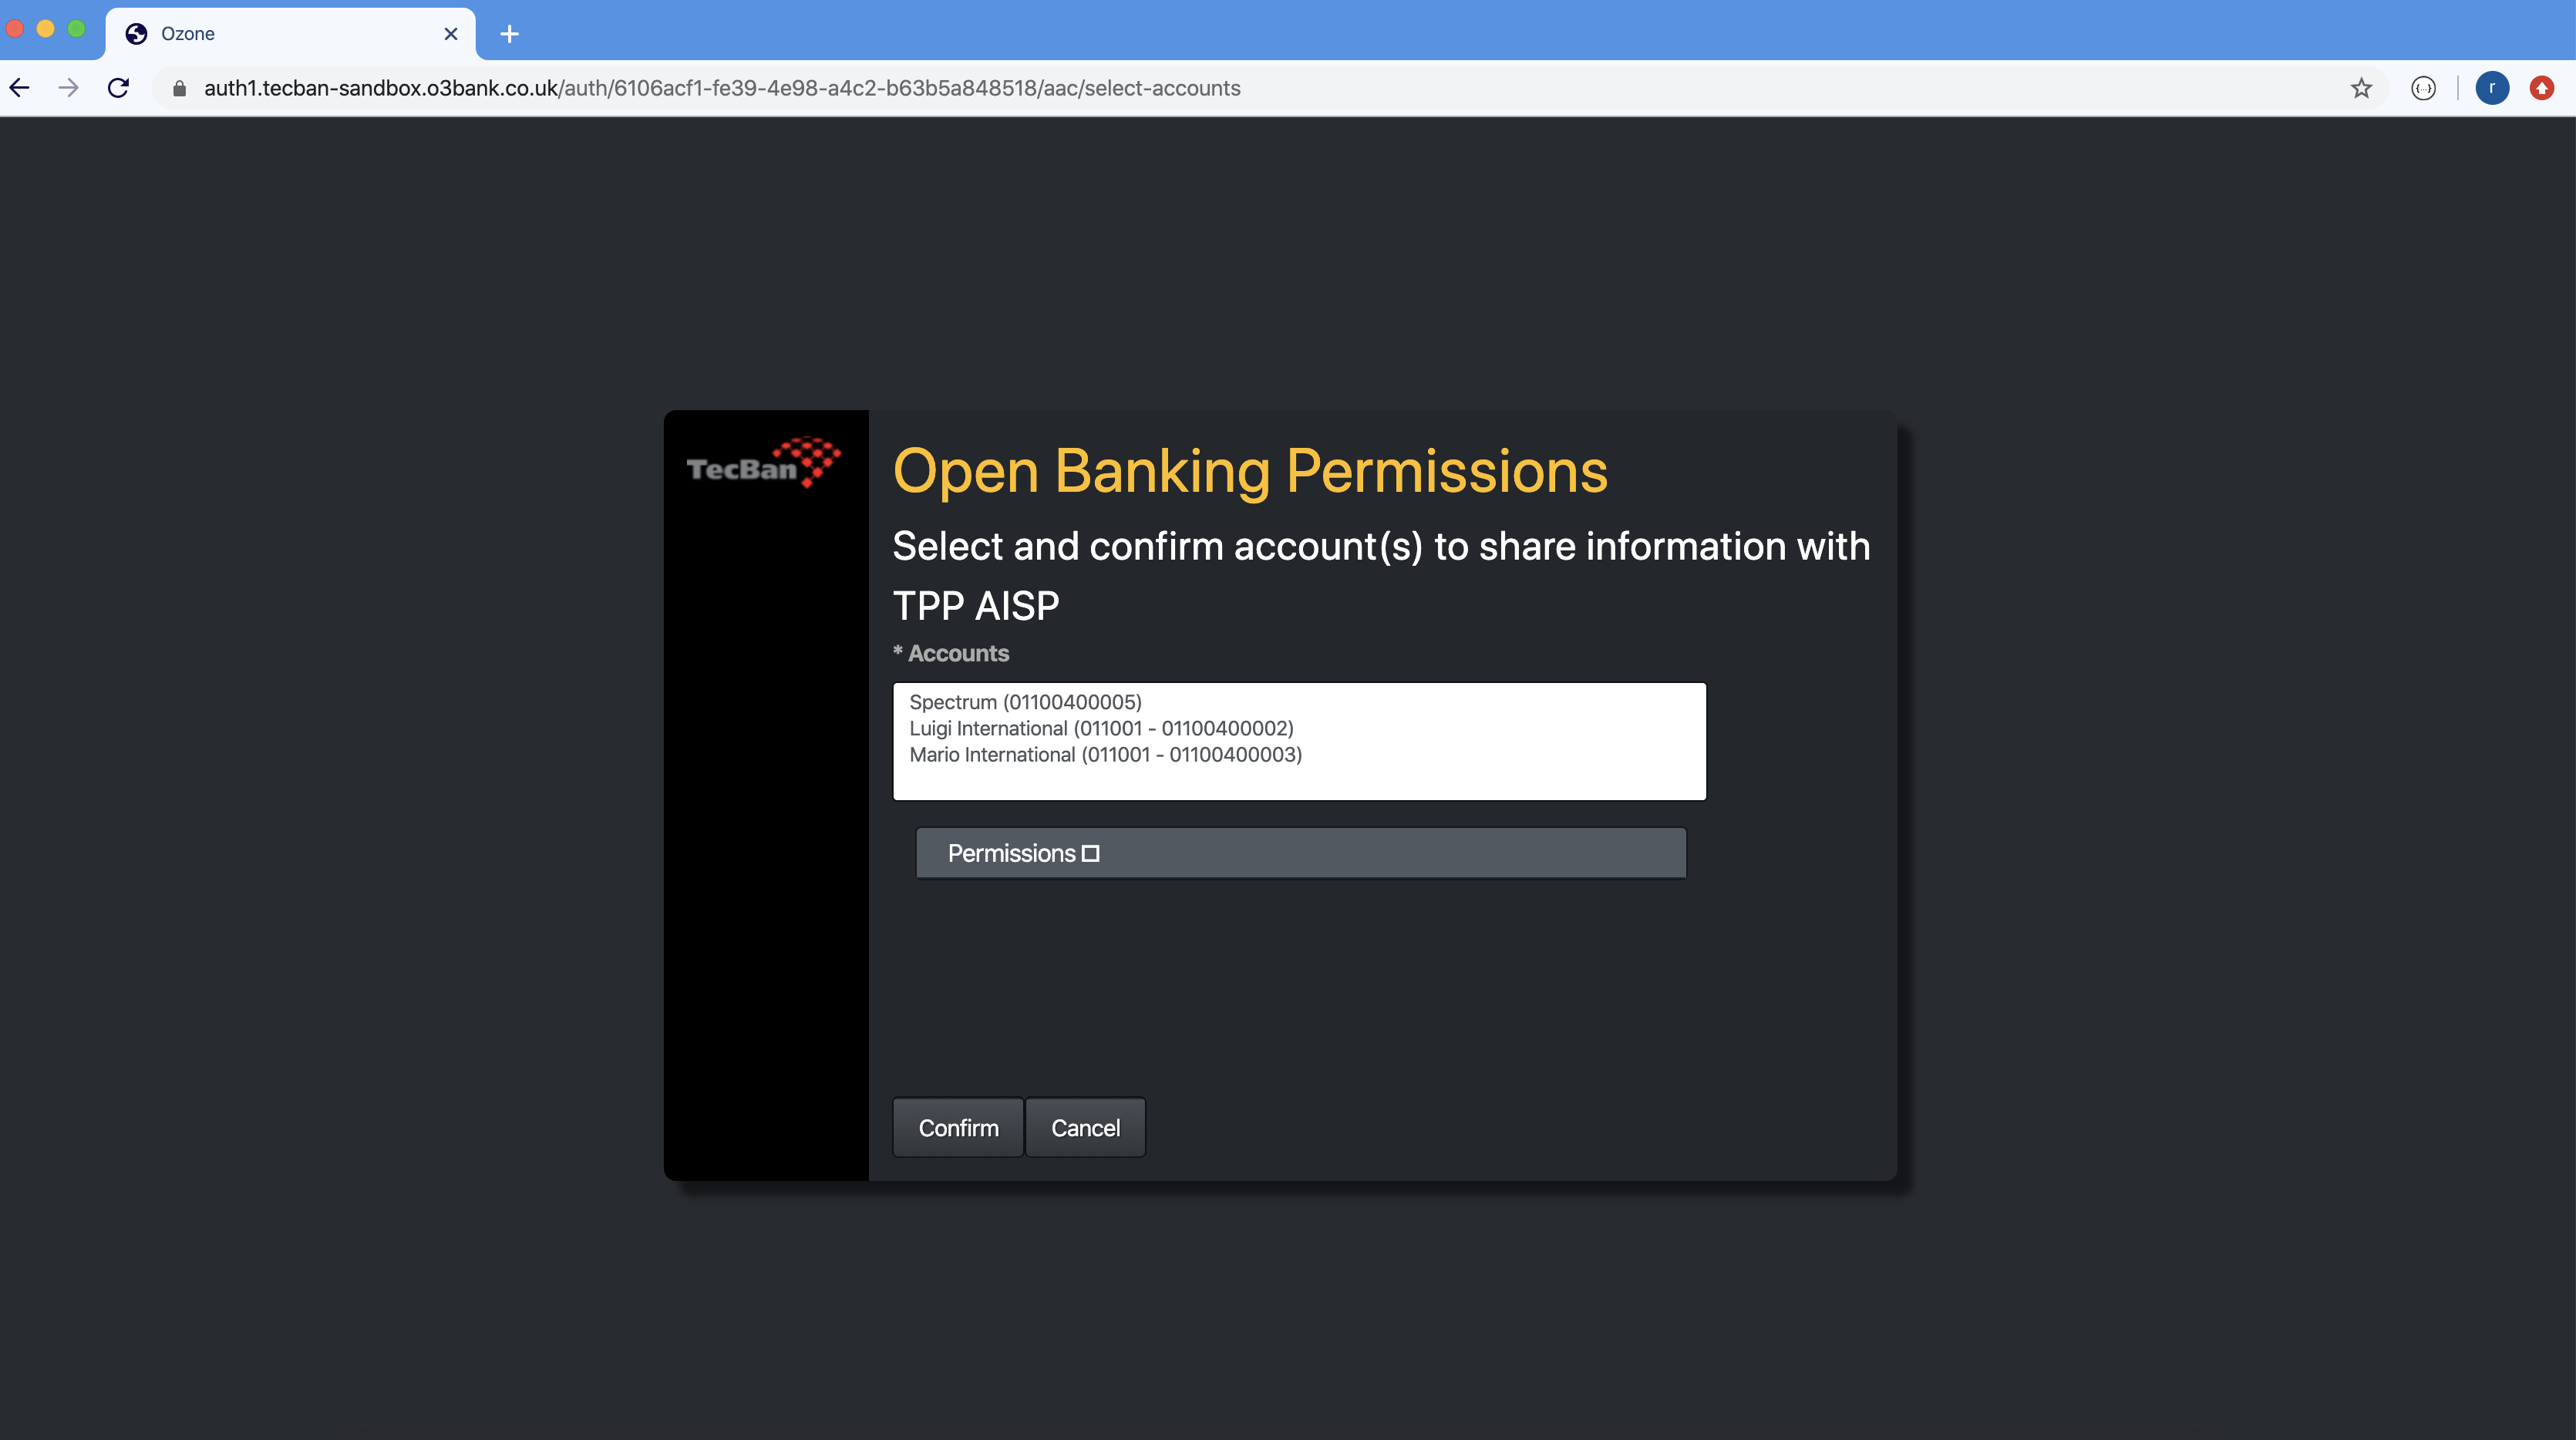 Ozone
auth1.tecban-sandbox.o3bank.co.uk/auth/6106acf1-fe39-4e98-a4c2-b63b5a848518/aac/select-accounts
r
TecBan
Open Banking Permissions
Select and confirm account(s) to share information with
TPP AISP
* Accounts
Spectrum (01100400005)
Luigi International (011001 - 01100400002)
Mario International (011001 - 01100400003)
Permissions
Confirm Cancel